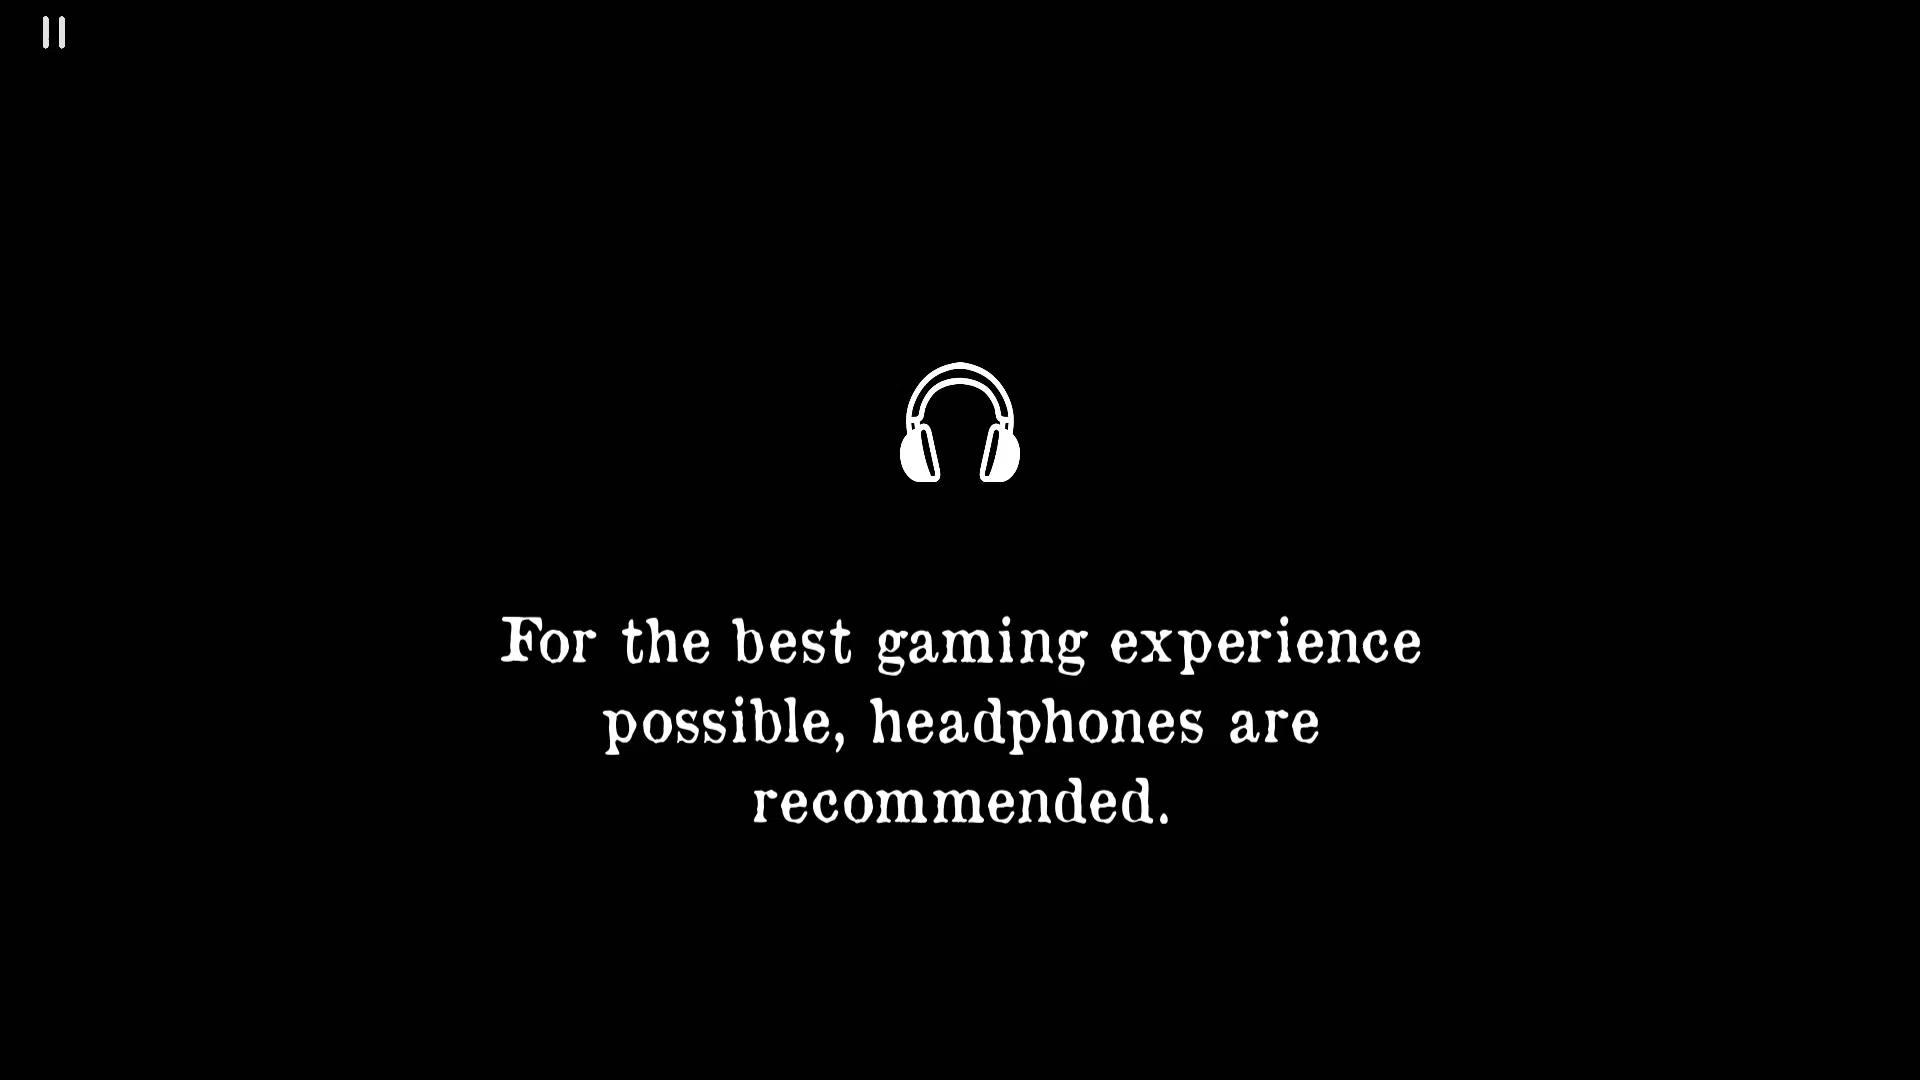 For the best gaming experience
possible, headphones are
recommended.